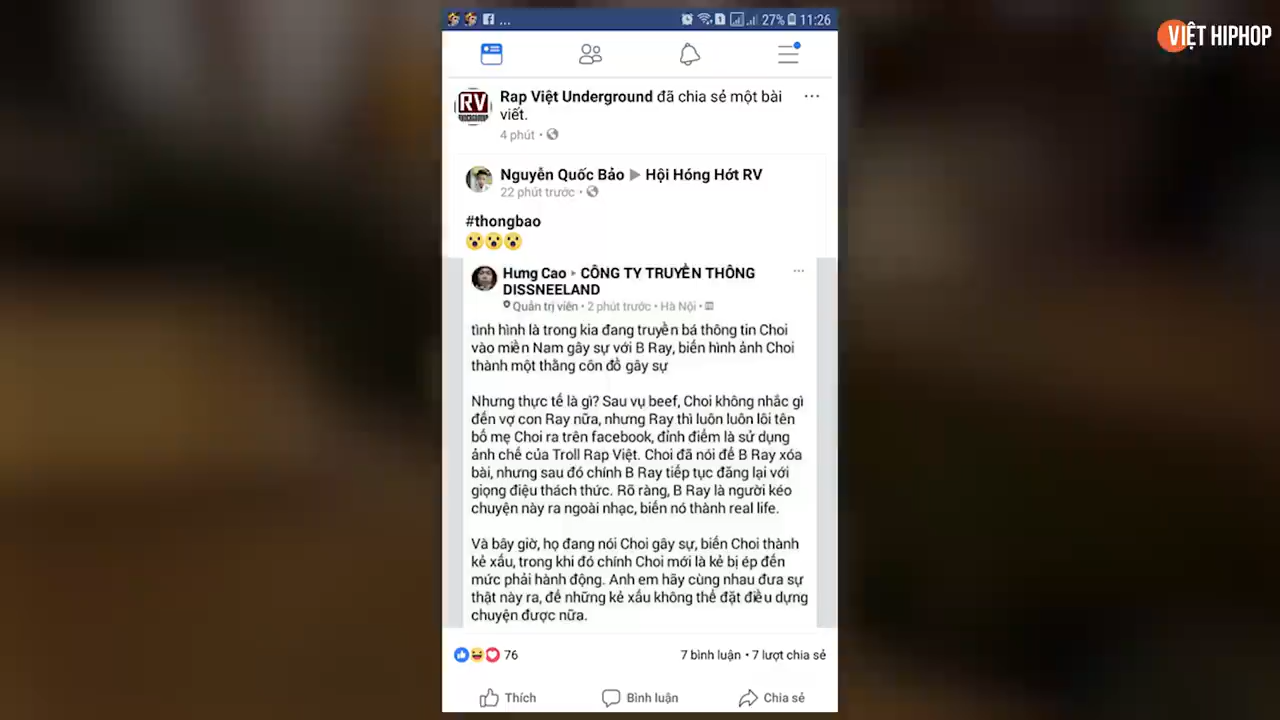 ... 27% 11:26
VIỆT HIPHOP
RV
Rap Việt Underground đã chia sẻ một bài
viết.
4 phút •
Nguyễn Quốc Bảo ▶ Hội Hóng Hớt RV
22 phút trước •
#thongbao
Hưng Cao ▸ CÔNG TY TRUYỀN THÔNG
DISSNEELAND
Quản trị viên • 2 phút trước • Hà Nội •
tình hình là trong kia đang truyền bá thông tin Choi
vào miền Nam gây sự với B Ray, biến hình ảnh Choi
thành một thằng côn đồ gây sự
Nhưng thực tế là gì? Sau vụ beef, Choi không nhắc gì
đến vợ con Ray nữa, nhưng Ray thì luôn luôn lôi tên
bố mẹ Choi ra trên facebook, đỉnh điểm là sử dụng
ảnh chế của Troll Rap Việt. Choi đã nói để B Ray xóa
bài, nhưng sau đó chính B Ray tiếp tục đăng lại với
giọng điệu thách thức. Rõ ràng, B Ray là người kéo
chuyện này ra ngoài nhạc, biến nó thành real life.
Và bây giờ, họ đang nói Choi gây sự, biến Choi thành
kẻ xấu, trong khi đó chính Choi mới là kẻ bị ép đến
mức phải hành động. Anh em hãy cùng nhau đưa sự
thật này ra, để những kẻ xấu không thể đặt điều dựng
chuyện được nữa.
76 7 bình luận • 7 lượt chia sẻ
Thích Bình luận Chia sẻ